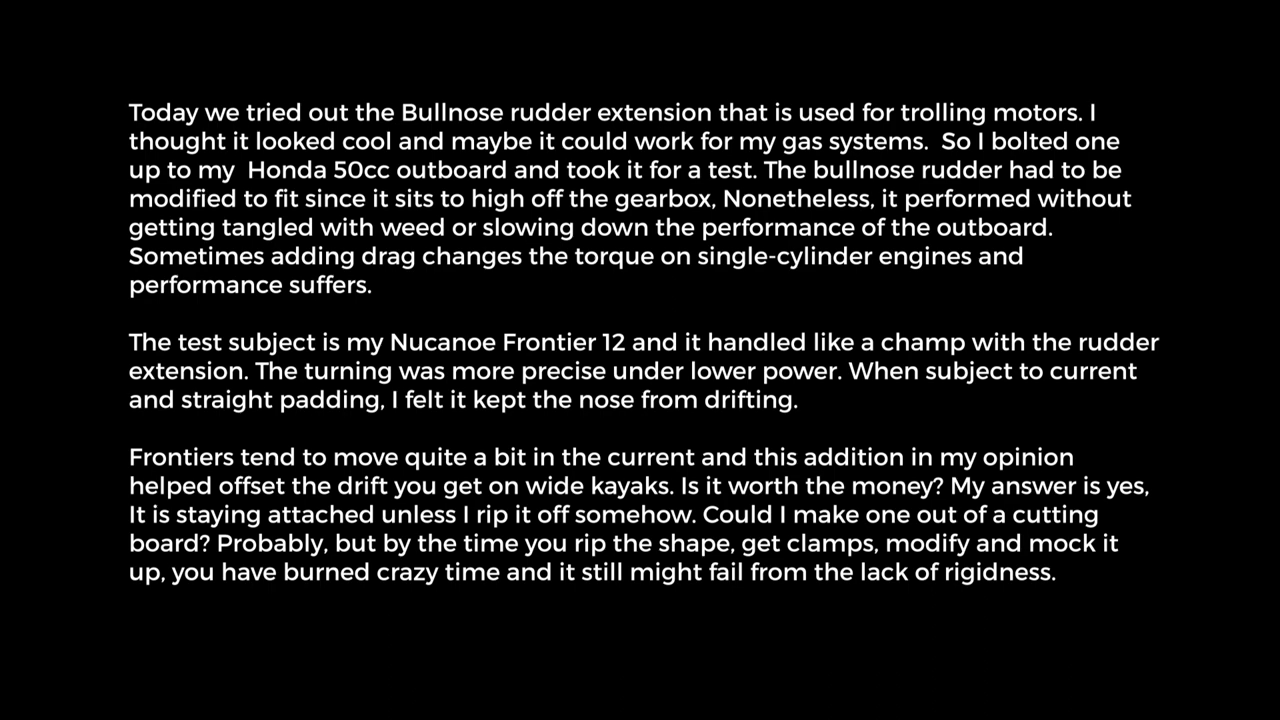 Today we tried out the Bullnose rudder extension that is used for trolling motors. I
thought it looked cool and maybe it could work for my gas systems.  So I bolted one
up to my  Honda 50cc outboard and took it for a test. The bullnose rudder had to be
modified to fit since it sits to high off the gearbox, Nonetheless, it performed without
getting tangled with weed or slowing down the performance of the outboard.
Sometimes adding drag changes the torque on single-cylinder engines and
performance suffers.

The test subject is my Nucanoe Frontier 12 and it handled like a champ with the rudder
extension. The turning was more precise under lower power. When subject to current
and straight padding, I felt it kept the nose from drifting.

Frontiers tend to move quite a bit in the current and this addition in my opinion
helped offset the drift you get on wide kayaks. Is it worth the money? My answer is yes,
It is staying attached unless I rip it off somehow. Could I make one out of a cutting
board? Probably, but by the time you rip the shape, get clamps, modify and mock it
up, you have burned crazy time and it still might fail from the lack of rigidness.